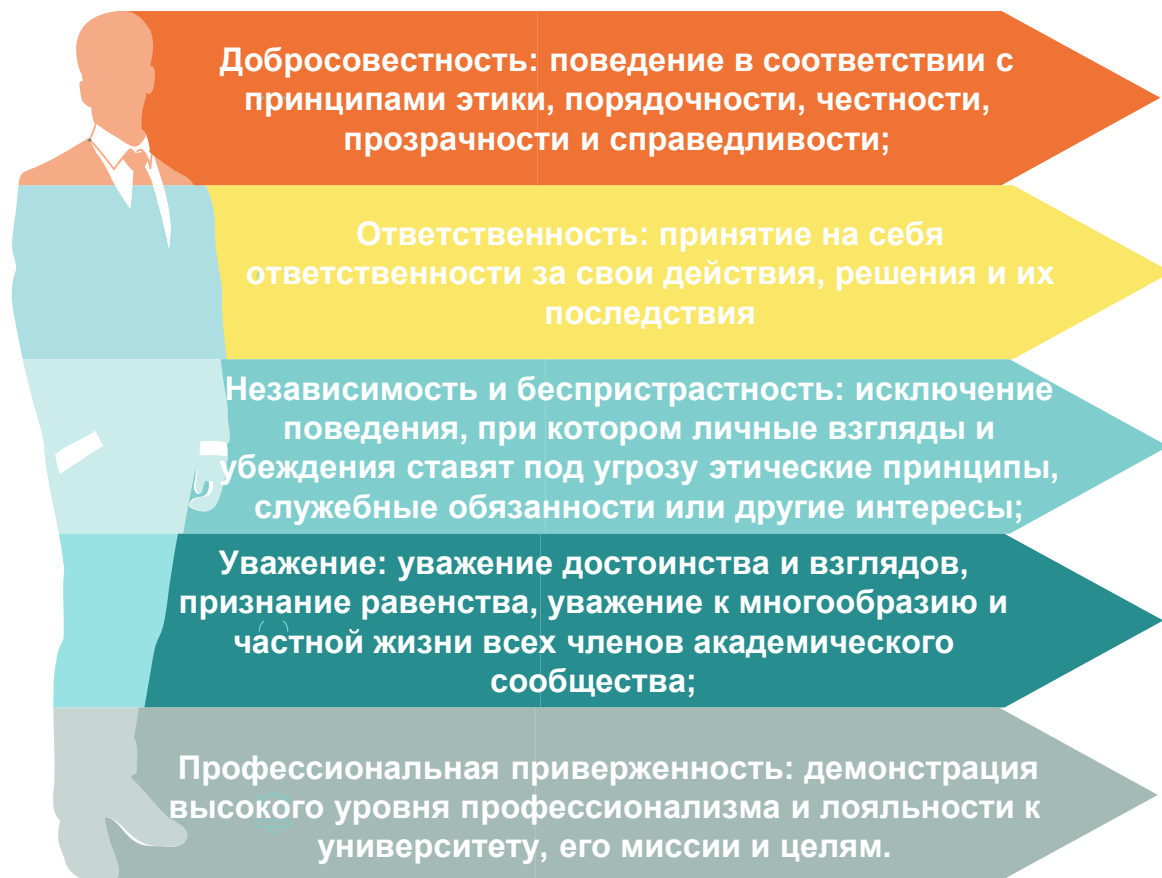 Добросовестность: поведение в соответствии с
принципами этики, порядочности, честности,
прозрачности и справедливости;
Ответственность: принятие на себя
ответственности за свои действия, решения и их
последствия
Независимость и беспристрастность: исключение
поведения, при котором личные взгляды и
убеждения ставят под угрозу этические принципы,
служебные обязанности или другие интересы;
Уважение: уважение достоинства и взглядов,
признание равенства, уважение к многообразию и
частной жизни всех членов академического
сообщества;
Профессиональная приверженность: демонстрация
высокого уровня профессионализма и лояльности к
университету, его миссии и целям.